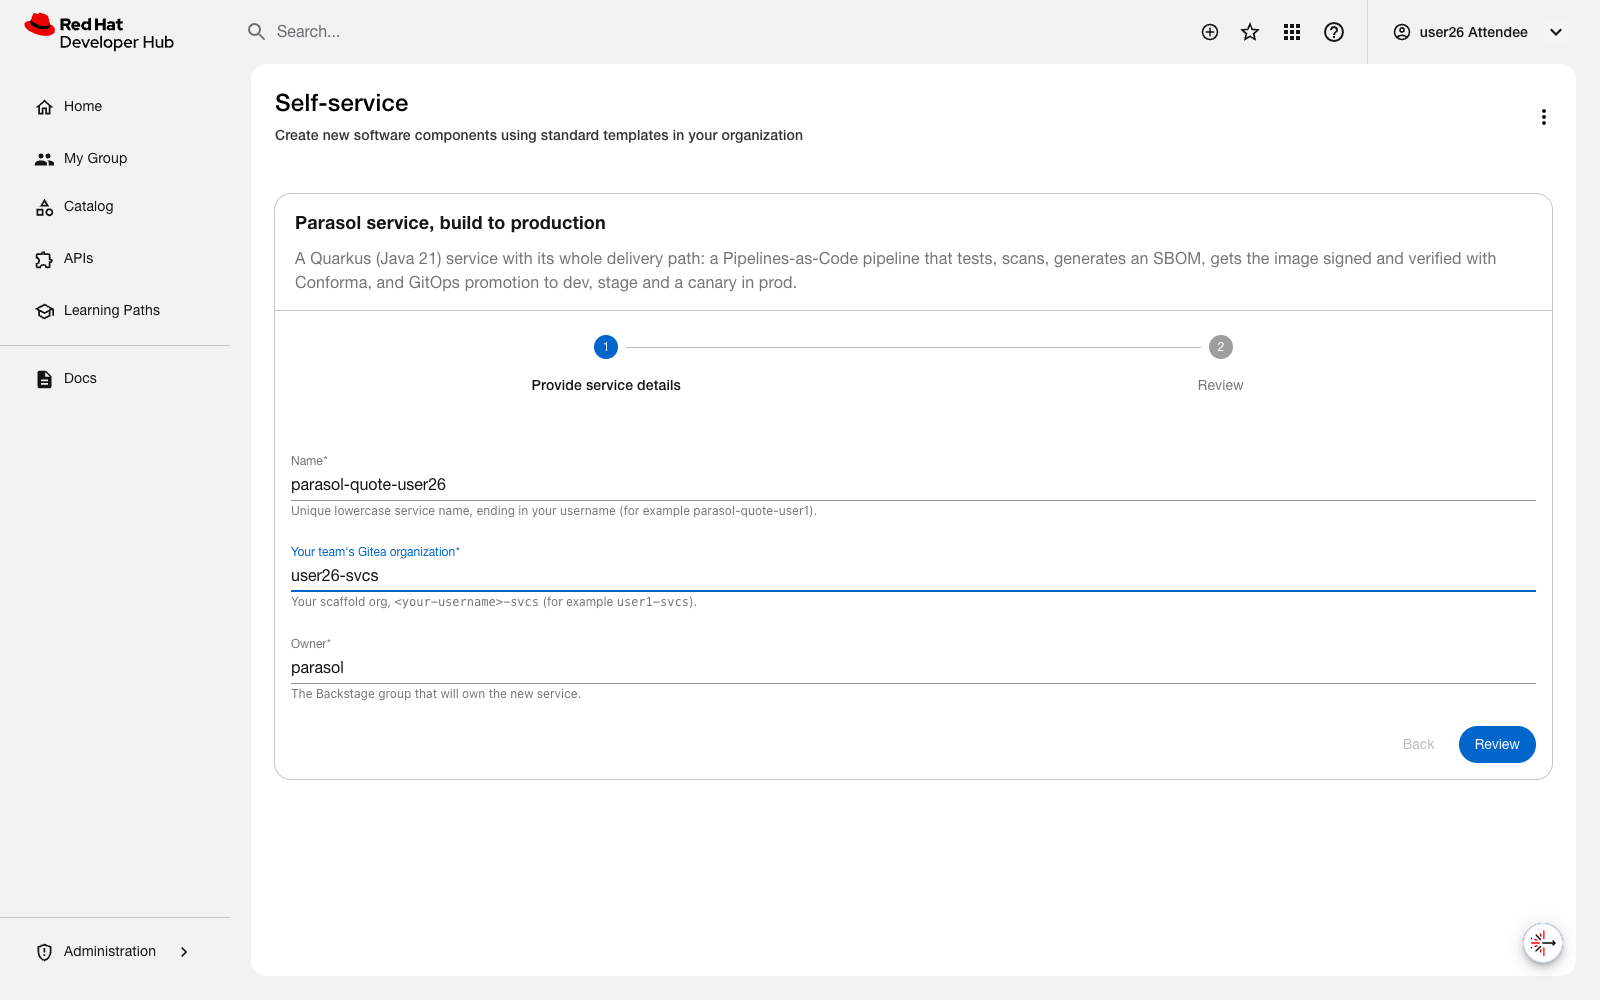 Red Hat
Developer Hub
Search...
user26 Attendee
Home
My Group
Catalog
APIs
Learning Paths
Docs
Administration
Self-service
Create new software components using standard templates in your organization
Parasol service, build to production
A Quarkus (Java 21) service with its whole delivery path: a Pipelines-as-Code pipeline that tests, scans, generates an SBOM, gets the image signed and verified with
Conforma, and GitOps promotion to dev, stage and a canary in prod.
1
2
Provide service details
Review
Name*
parasol-quote-user26
Unique lowercase service name, ending in your username (for example parasol-quote-user1).
Your team's Gitea organization*
user26-svcs
Your scaffold org, <your-username>-svcs (for example user1-svcs).
Owner*
parasol
The Backstage group that will own the new service.
Back
Review